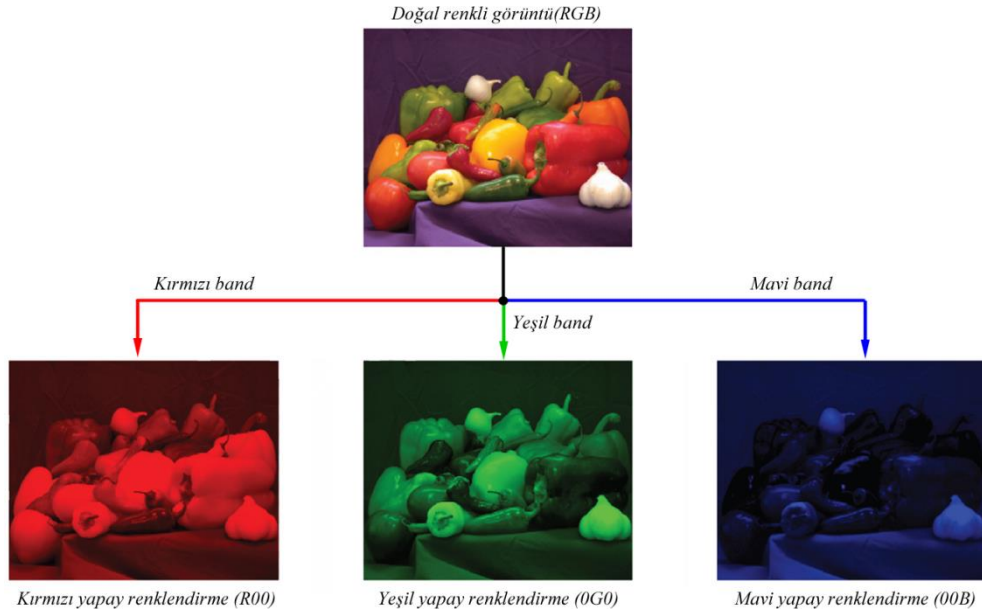 Doğal renkli görüntü(RGB)
Kırmızı band
Mavi band
Yeşil band
Kırmızı yapay renklendirme (R00)
Yeşil yapay renklendirme (0G0)
Mavi yapay renklendirme (00B)